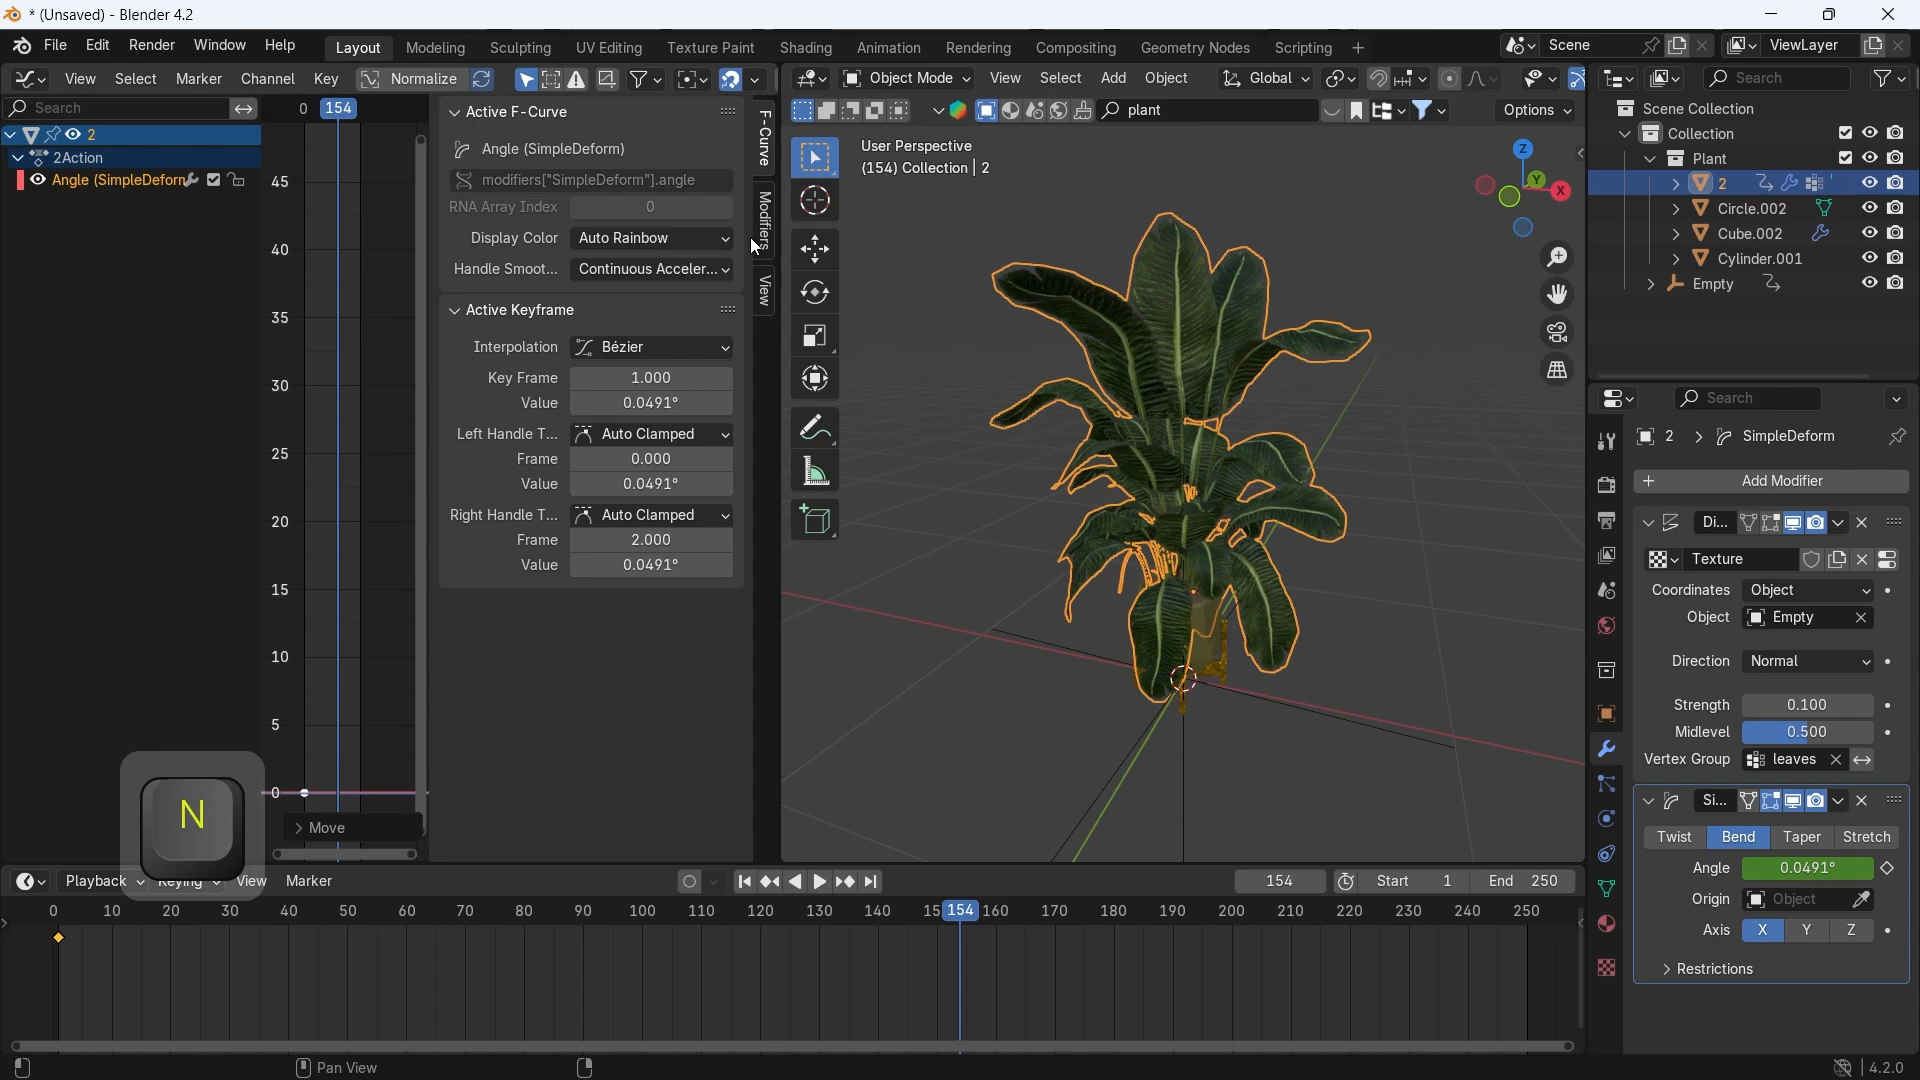 * (Unsaved) - Blender 4.2
File Edit Render Window Help
Layout Modeling Sculpting UV Editing Texture Paint Shading Animation Rendering Compositing Geometry Nodes Scripting +
Scene ViewLayer
View Select Marker Channel Key Normalize
Object Mode View Select Add Object Global
Search
Search 0 154
plant Options
2
2Action
Angle (SimpleDeform
45
40
35
30
25
20
15
10
5
0
Active F-Curve
Angle (SimpleDeform)
modifiers["SimpleDeform"].angle
RNA Array Index 0
Display Color Auto Rainbow
Handle Smoot... Continuous Acceler...
Active Keyframe
Interpolation Bézier
Key Frame 1.000
Value 0.0491°
Left Handle T... Auto Clamped
Frame 0.000
Value 0.0491°
Right Handle T... Auto Clamped
Frame 2.000
Value 0.0491°
F-Curve
Modifiers
View
Move
N
User Perspective
(154) Collection | 2
Z
Y
X
Scene Collection
Collection
Plant
2
Circle.002
Cube.002
Cylinder.001
Empty
Search
2 > SimpleDeform
+ Add Modifier
Di...
Texture
Coordinates Object
Object Empty
Direction Normal
Strength 0.100
Midlevel 0.500
Vertex Group leaves
Si...
Twist Bend Taper Stretch
Angle 0.0491°
Origin Object
Axis X Y Z
Restrictions
Playback Keying View Marker 154 Start 1 End 250
0 10 20 30 40 50 60 70 80 90 100 110 120 130 140 15 154 160 170 180 190 200 210 220 230 240 250
Pan View
4.2.0